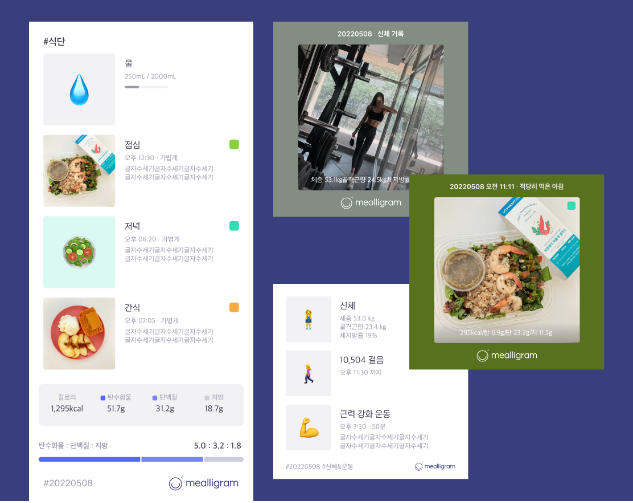 #식단
물
250mL / 2000mL
점심
오후 12:30 · 가볍게
글자수세기글자수세기글자수세기
글자수세기글자수세기글자수세기
저녁
오후 06:20 · 가볍게
글자수세기글자수세기글자수세기
글자수세기글자수세기글자수세기
간식
오후 07:05 · 가볍게
글자수세기글자수세기글자수세기
글자수세기글자수세기글자수세기
칼로리 탄수화물 단백질 지방
1,295kcal 51.7g 31.2g 18.7g
탄수화물 : 단백질 : 지방 5.0 : 3.2 : 1.8
#20220508 mealligram
20220508 · 신체 기록
체중 53.1kg골격근량 24.5kg체지방률
mealligram
20220508 오전 11:11 · 적당히 먹은 아침
295kcal/탄 6.9g/단 23.2g/지 11.5g
mealligram
신체
체중 53.0 kg
골격근량 23.4 kg
체지방률 19%
10,504 걸음
오후 11:30 까지
근력 강화 운동
오후 7:30 · 50분
글자수세기글자수세기글자수세기
글자수세기글자수세기글자수세기
#20220508 #신체&운동 mealligram